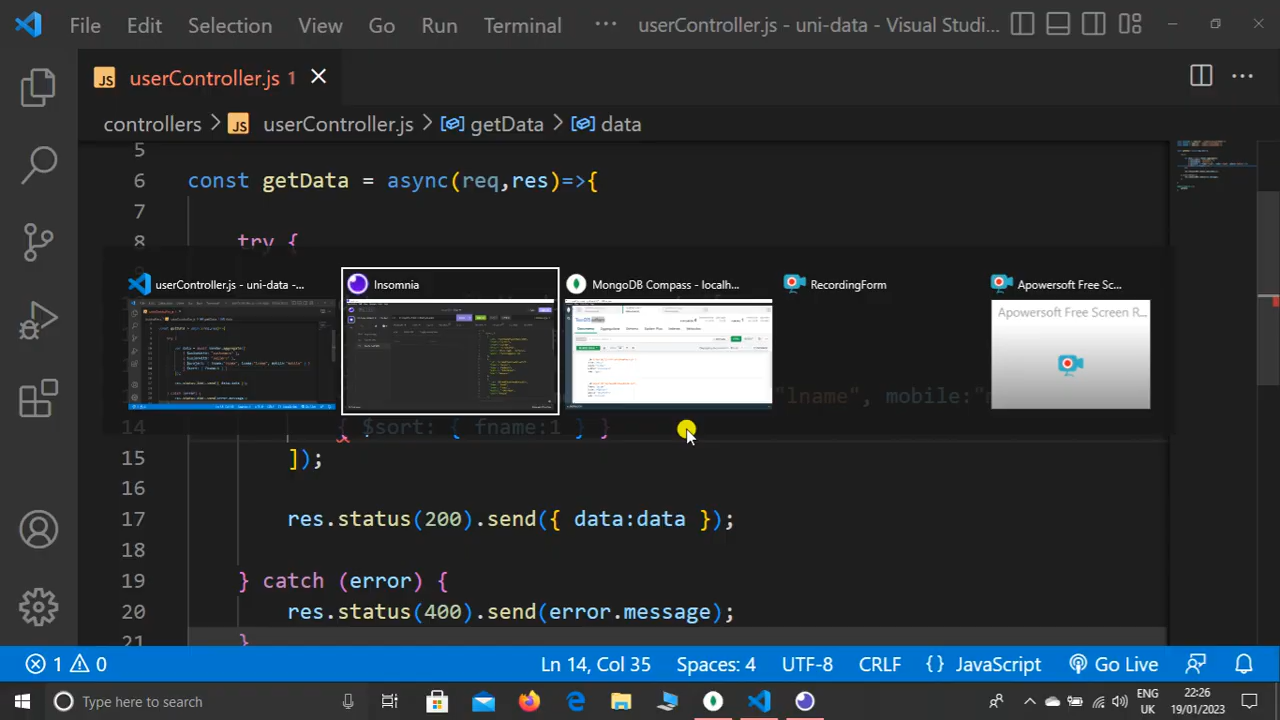 File Edit View Go Run Terminal ··· userController.js - uni-data - Visual Studi...
JS userController.js 1
controllers > JS userController.js > getData > data
5
6 const getData = async(req,res)=>{
7
8 try {
userController.js - uni-data -...
Insomnia
MongoDB Compass - localh...
RecordingForm
Apowersoft Free S...
Apowersoft Free Screen R...
"lname", mobile:"
14 { $sort: { fname:1 } }
15 ]);
16
17 res.status(200).send({ data:data });
18
19 } catch (error) {
20 res.status(400).send(error.message);
21 }
1 0 Ln 14, Col 35 Spaces: 4 UTF-8 CRLF {} JavaScript Go Live
Type here to search
ENG
UK
22:26
19/01/2023